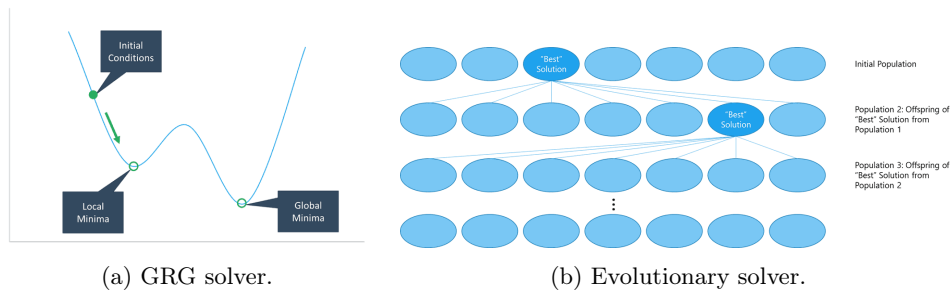 Initial
Conditions
Local
Minima
Global
Minima
(a) GRG solver.
"Best"
Solution
Initial Population
"Best"
Solution
Population 2: Offspring of
"Best" Solution from
Population 1
Population 3: Offspring of
"Best" Solution from
Population 2
(b) Evolutionary solver.